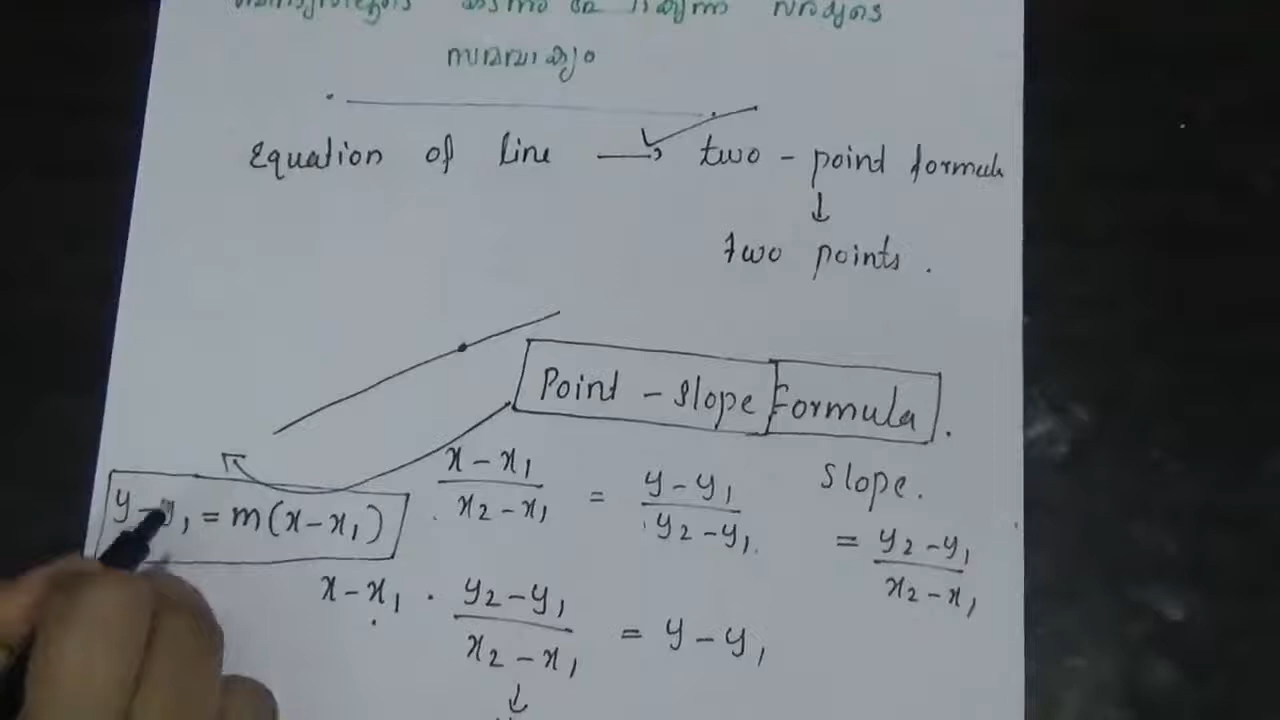 സമവാക്യം
Equation of line → two - point formula
↓
two points .
Point - slope Formula .
x - x₁ / x₂ - x₁ = y - y₁ / y₂ - y₁
slope .
= y₂ - y₁ / x₂ - x₁
y - y₁ = m(x - x₁)
x - x₁ . y₂ - y₁ / x₂ - x₁ = y - y₁
↓